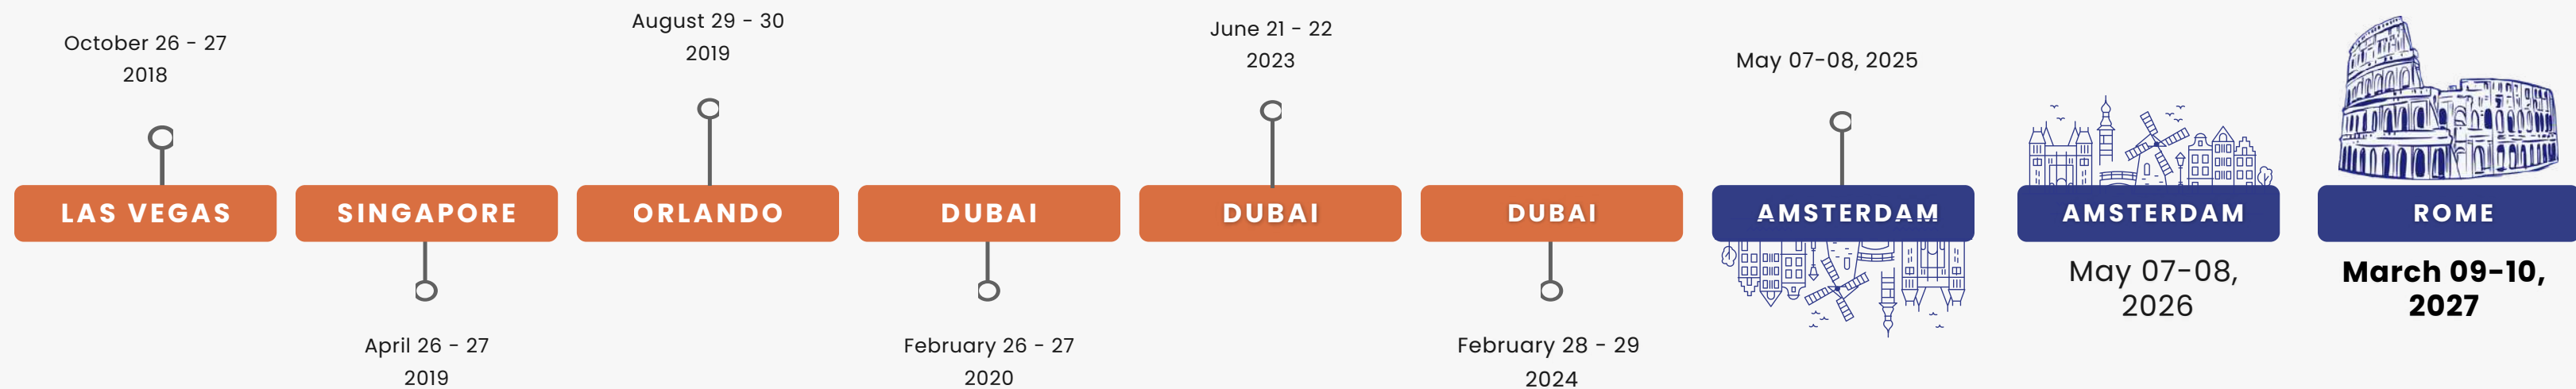 October 26 - 27
2018
LAS VEGAS
SINGAPORE
April 26 - 27
2019
August 29 - 30
2019
ORLANDO
DUBAI
February 26 - 27
2020
June 21 - 22
2023
DUBAI
DUBAI
February 28 - 29
2024
May 07-08, 2025
AMSTERDAM
AMSTERDAM
May 07-08,
2026
ROME
March 09-10,
2027